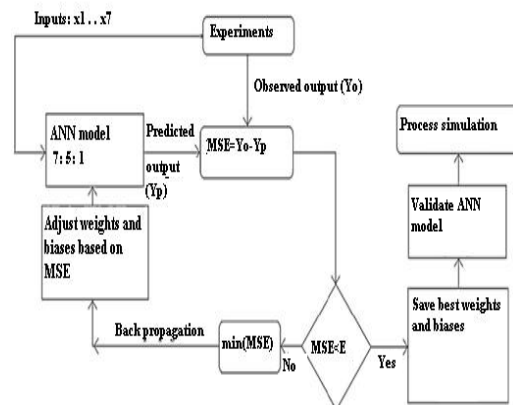 Inputs: x1 . . x7
Experiments
Observed output (Yo)
ANN model
7: 5: 1
Predicted
output
(Yp)
MSE=Yo-Yp
Process simulation
Adjust weights and
biases based on
MSE
Validate ANN
model
Back propagation
min(MSE)
No
MSE<E
Yes
Save best weights
and biases